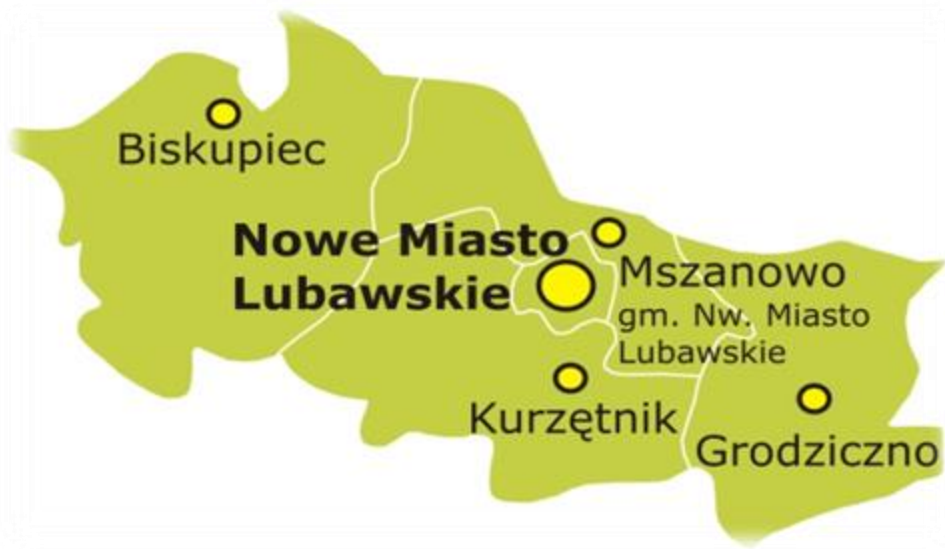 Biskupiec
Nowe Miasto
Lubawskie
Mszanowo
gm. Nw. Miasto
Lubawskie
Kurzętnik
Grodziczno